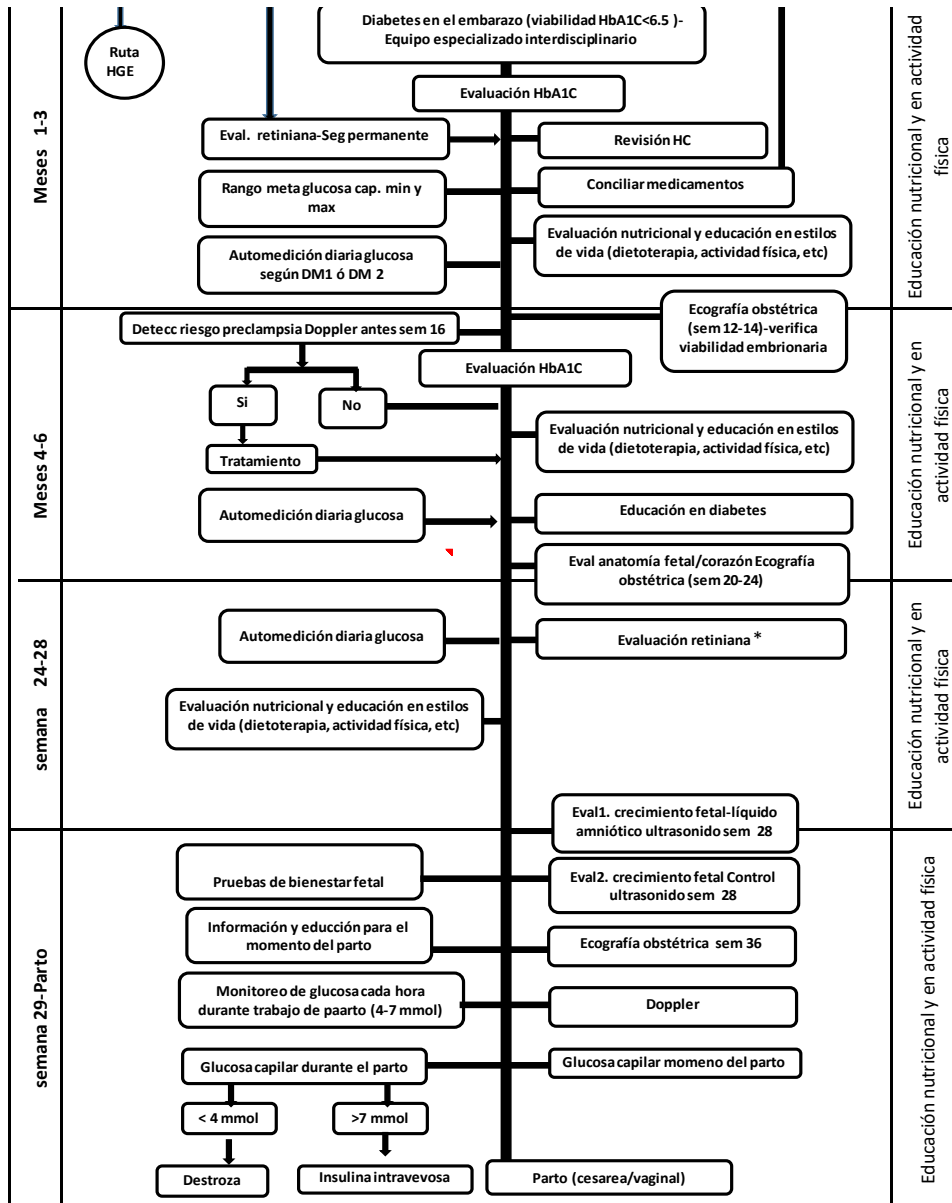 Diabetes en el embarazo (viabilidad HbA1C<6.5 )-
Equipo especializado interdisciplinario
Ruta
HGE
Evaluación HbA1C
Meses 1-3
Eval. retiniana-Seg permanente
Revisión HC
Rango meta glucosa cap. min y
max
Conciliar medicamentos
Automedición diaria glucosa
según DM1 ó DM 2
Evaluación nutricional y educación en estilos
de vida (dietoterapia, actividad física, etc)
Educación nutricional y en actividad
física
Ecografía obstétrica
(sem 12-14)-verifica
viabilidad embrionaria
Detecc riesgo preclampsia Doppler antes sem 16
Evaluación HbA1C
Meses 4-6
Si
No
Tratamiento
Evaluación nutricional y educación en estilos
de vida (dietoterapia, actividad física, etc)
Automedición diaria glucosa
Educación en diabetes
Eval anatomía fetal/corazón Ecografía
obstétrica (sem 20-24)
Educación nutricional y en
actividad física
semana 24-28
Automedición diaria glucosa
Evaluación retiniana *
Evaluación nutricional y educación en estilos
de vida (dietoterapia, actividad física, etc)
Educación nutricional y en
actividad física
Eval1. crecimiento fetal-líquido
amniótico ultrasonido sem 28
semana 29-Parto
Pruebas de bienestar fetal
Eval2. crecimiento fetal Control
ultrasonido sem 28
Información y educción para el
momento del parto
Ecografía obstétrica sem 36
Monitoreo de glucosa cada hora
durante trabajo de paarto (4-7 mmol)
Doppler
Glucosa capilar durante el parto
Glucosa capilar momeno del parto
< 4 mmol
>7 mmol
Destroza
Insulina intravevosa
Parto (cesarea/vaginal)
Educación nutricional y en actividad física